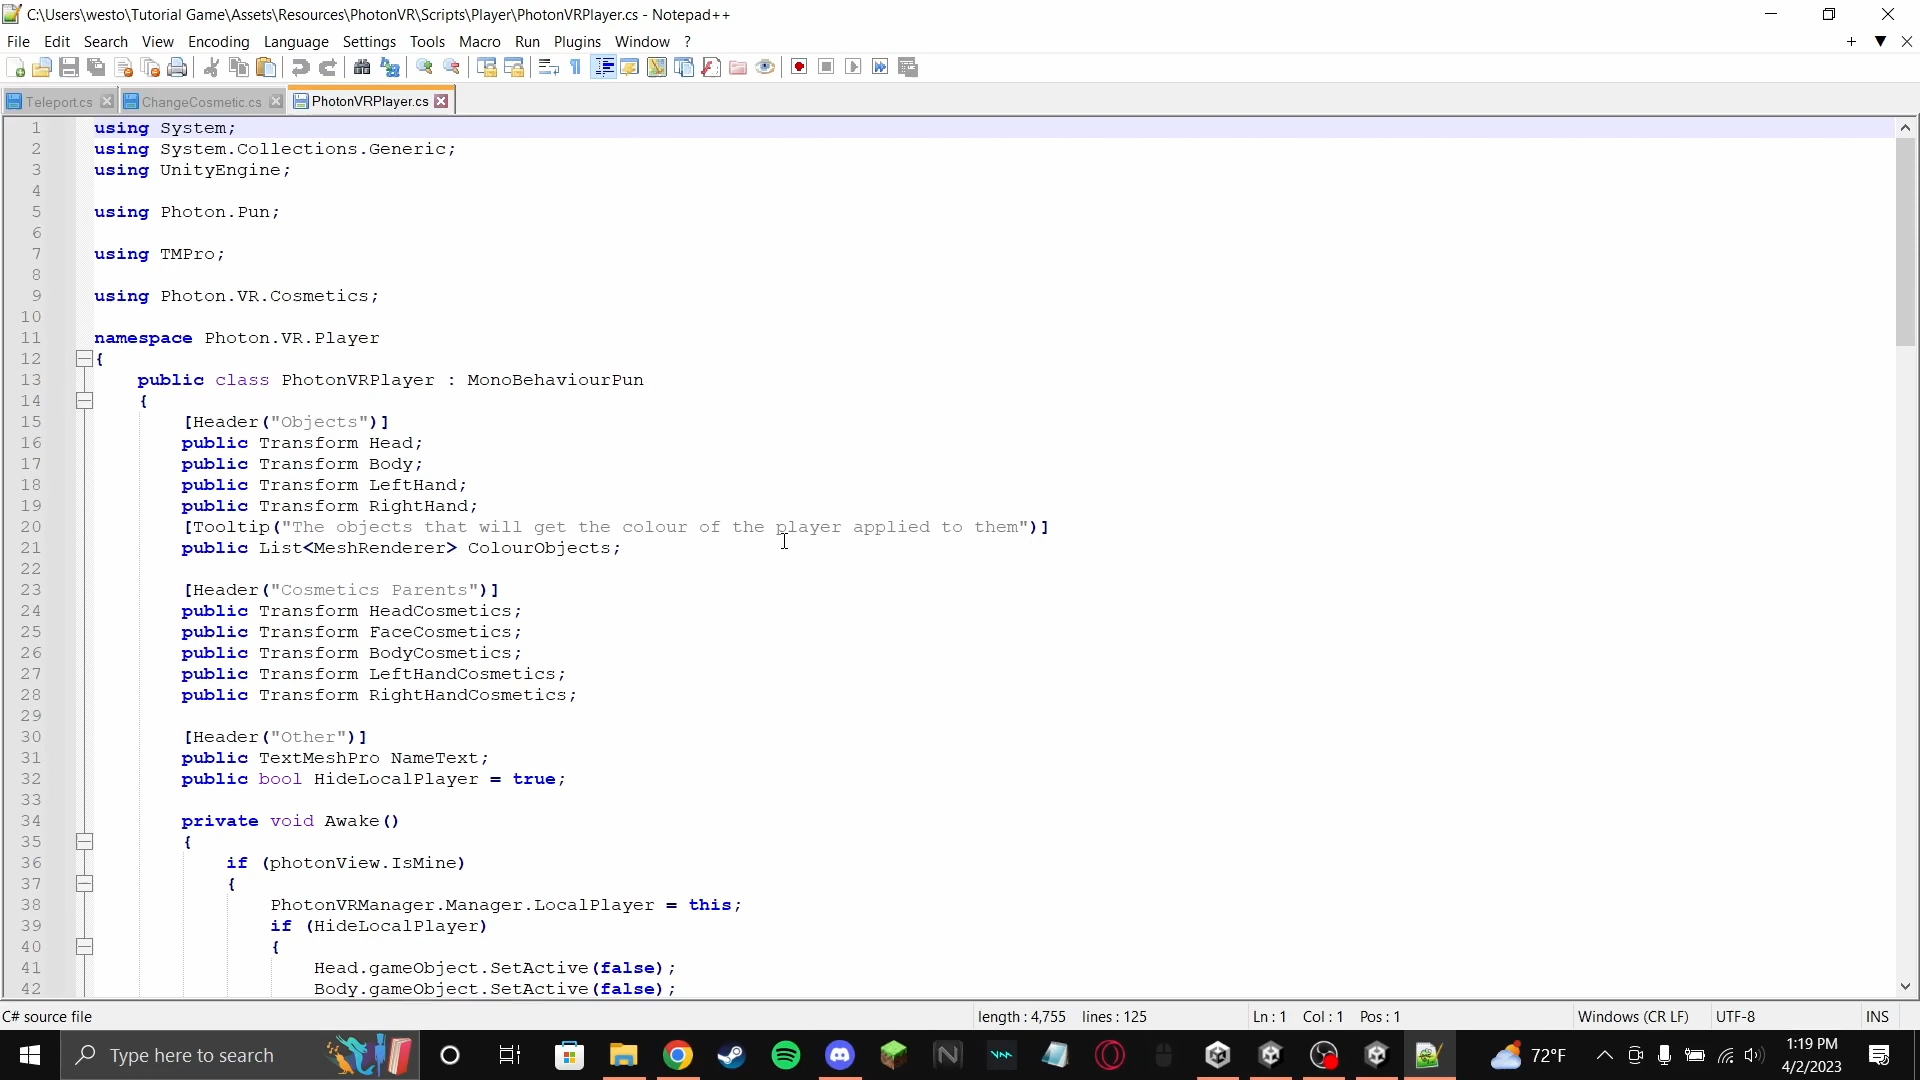 C:\Users\westo\Tutorial Game\Assets\Resources\PhotonVR\Scripts\Player\PhotonVRPlayer.cs - Notepad++
File Edit Search View Encoding Language Settings Tools Macro Run Plugins Window ?
Teleport.cs ChangeCosmetic.cs PhotonVRPlayer.cs
1 using System;
2 using System.Collections.Generic;
3 using UnityEngine;
4
5 using Photon.Pun;
6
7 using TMPro;
8
9 using Photon.VR.Cosmetics;
10
11 namespace Photon.VR.Player
12 {
13 public class PhotonVRPlayer : MonoBehaviourPun
14 {
15 [Header("Objects")]
16 public Transform Head;
17 public Transform Body;
18 public Transform LeftHand;
19 public Transform RightHand;
20 [Tooltip("The objects that will get the colour of the player applied to them")]
21 public List<MeshRenderer> ColourObjects;
22
23 [Header("Cosmetics Parents")]
24 public Transform HeadCosmetics;
25 public Transform FaceCosmetics;
26 public Transform BodyCosmetics;
27 public Transform LeftHandCosmetics;
28 public Transform RightHandCosmetics;
29
30 [Header("Other")]
31 public TextMeshPro NameText;
32 public bool HideLocalPlayer = true;
33
34 private void Awake()
35 {
36 if (photonView.IsMine)
37 {
38 PhotonVRManager.Manager.LocalPlayer = this;
39 if (HideLocalPlayer)
40 {
41 Head.gameObject.SetActive(false);
42 Body.gameObject.SetActive(false);
C# source file length : 4,755 lines : 125 Ln : 1 Col : 1 Pos : 1 Windows (CR LF) UTF-8 INS
Type here to search 72°F 1:19 PM
4/2/2023